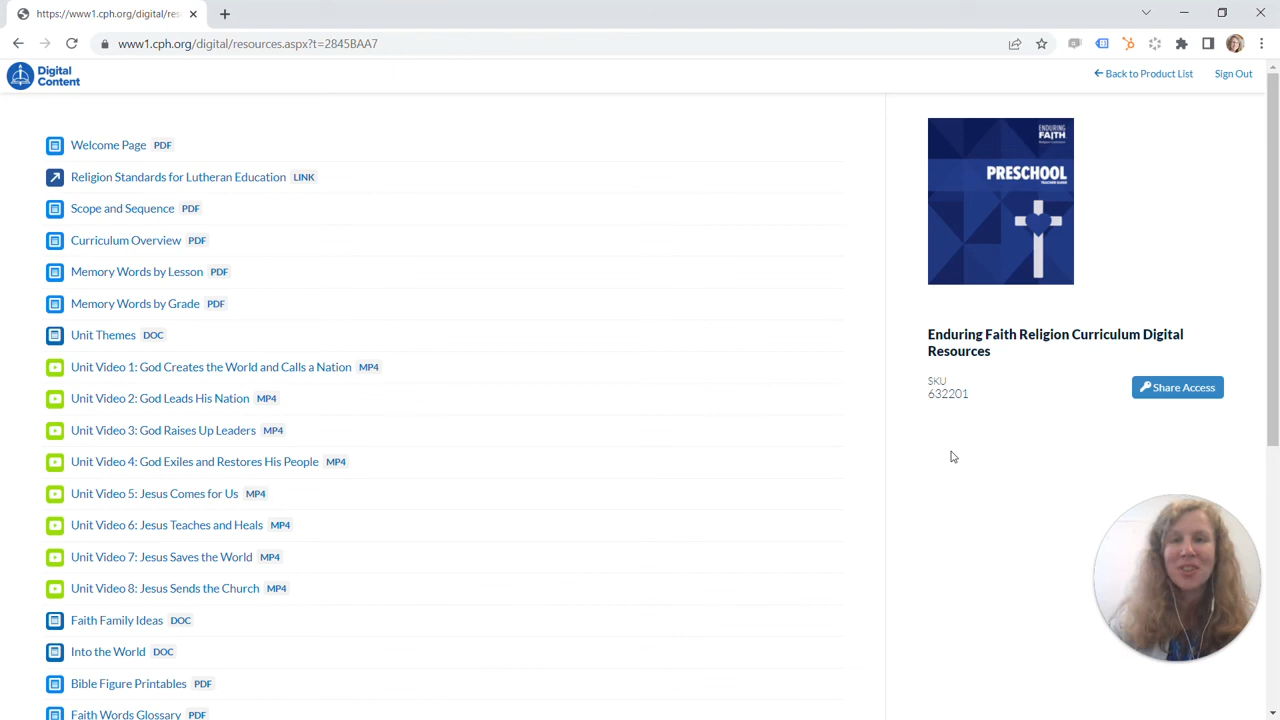 https://www1.cph.org/digital/res
www1.cph.org/digital/resources.aspx?t=2845BAA7
Digital
Content
Back to Product List
Sign Out
Welcome Page PDF
Religion Standards for Lutheran Education LINK
Scope and Sequence PDF
Curriculum Overview PDF
Memory Words by Lesson PDF
Memory Words by Grade PDF
Unit Themes DOC
Unit Video 1: God Creates the World and Calls a Nation MP4
Unit Video 2: God Leads His Nation MP4
Unit Video 3: God Raises Up Leaders MP4
Unit Video 4: God Exiles and Restores His People MP4
Unit Video 5: Jesus Comes for Us MP4
Unit Video 6: Jesus Teaches and Heals MP4
Unit Video 7: Jesus Saves the World MP4
Unit Video 8: Jesus Sends the Church MP4
Faith Family Ideas DOC
Into the World DOC
Bible Figure Printables PDF
Faith Words Glossary PDF
ENDURING
FAITH
PRESCHOOL
TEACHER GUIDE
Enduring Faith Religion Curriculum Digital
Resources
SKU
632201
Share Access